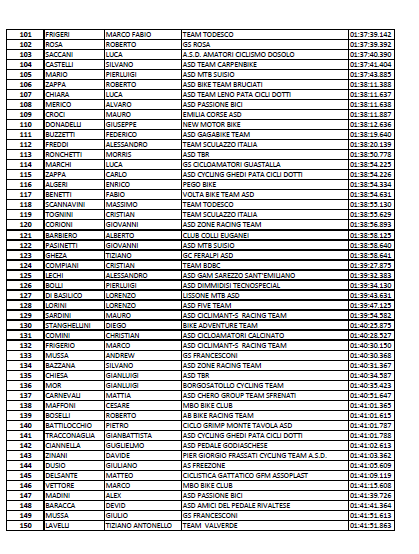 101 FRIGERI MARCO FABIO TEAM TODESCO 01:37:39.142
102 ROSA ROBERTO GS ROSA 01:37:39.392
103 SACCANI LUCA A.S.D. AMATORI CICLISMO DOSOLO 01:37:40.390
104 CASTELLI SILVANO ASD TEAM CARPENBIKE 01:37:41.404
105 MARIO PIERLUIGI ASD MTB SUISIO 01:37:43.885
106 ZAPPA ROBERTO ASD BIKE TEAM BRUCIATI 01:38:11.388
107 CHIARA LUCA ASD TEAM LENO PATA CICLI DOTTI 01:38:11.637
108 MERICO ALVARO ASD PASSIONE BICI 01:38:11.638
109 CROCI MAURO EMILIA CORSE ASD 01:38:11.887
110 DONADELLI GIUSEPPE NEW MOTOR BIKE 01:38:12.636
111 BUZZETTI FEDERICO ASD GAGABIKE TEAM 01:38:19.640
112 FREDDI ALESSANDRO TEAM SCULAZZO ITALIA 01:38:20.139
113 RONCHETTI MORRIS ASD TBR 01:38:50.778
114 MARCHI LUCA GS CICLOAMATORI GUASTALLA 01:38:54.225
115 ZAPPA CARLO ASD CYCLING GHEDI PATA CICLI DOTTI 01:38:54.226
116 ALGERI ENRICO PEGO BIKE 01:38:54.334
117 BENETTI FABIO VOLTA BIKE TEAM ASD 01:38:54.631
118 SCANNAVINI MASSIMO TEAM TODESCO 01:38:55.130
119 TOGNINI CRISTIAN TEAM SCULAZZO ITALIA 01:38:55.629
120 CORIONI GIOVANNI ASD ZONE RACING TEAM 01:38:56.893
121 BARBIERO ALBERTO CLUB COLLI EUGANEI 01:38:58.125
122 PASINETTI GIOVANNI ASD MTB SUISIO 01:38:58.640
123 GHEZA TIZIANO GC FERALPI ASD 01:38:58.641
124 COMPIANI CRISTIAN TEAM BDBC 01:39:27.875
125 LECHI ALESSANDRO ASD GAM SAREZZO SANT'EMILIANO 01:39:32.383
126 BOLLI PIERLUIGI ASD DIMMIDISI TECNOSPECIAL 01:39:34.130
127 DI BASILICO LORENZO LISSONE MTB ASD 01:39:43.631
128 LORINI LORENZO ASD FIVE TEAM 01:39:47.125
129 SARDINI MAURO ASD CICLIMANT-S RACING TEAM 01:39:54.582
130 STANGHELLINI DIEGO BIKE ADVENTURE TEAM 01:40:25.875
131 COMINI CHRISTIAN ASD CICLOAMATORI CALCINATO 01:40:28.527
132 FRIGERIO MARCO ASD CICLIMANT-S RACING TEAM 01:40:30.150
133 MUSSA ANDREW GS FRANCESCONI 01:40:30.368
134 BAZZANA SILVANO ASD ZONE RACING TEAM 01:40:31.367
135 CHIESA GIANLUIGI ASD TBR 01:40:34.587
136 MOR GIANLUIGI BORGOSATOLLO CYCLING TEAM 01:40:35.423
137 CARNEVALI MATTIA ASD CHERO GROUP TEAM SFRENATI 01:40:51.647
138 MAFFONI CESARE MBO BIKE CLUB 01:41:01.365
139 BOSELLI ROBERTO AB BIKE RACING TEAM 01:41:01.615
140 BATTILOCCHIO PIETRO CICLO GRIMP MONTE TAVOLA ASD 01:41:01.787
141 TRACCONAGLIA GIANBATTISTA ASD CYCLING GHEDI PATA CICLI DOTTI 01:41:01.788
142 CIANNELLA GUGLIELMO ASD PEDALE GODIASCHESE 01:41:02.613
143 ZINANI DAVIDE PIER GIORGIO FRASSATI CYCLING TEAM A.S.D. 01:41:03.362
144 DUSIO GIULIANO AS FREEZONE 01:41:05.609
145 DELSANTE MATTEO CICLISTICA GATTATICO GFM ASSOPLAST 01:41:09.119
146 VETTORE MARCO MBO BIKE CLUB 01:41:15.608
147 MADINI ALEX ASD PASSIONE BICI 01:41:39.726
148 BARACCA DEVID ASD AMICI DEL PEDALE RIVALTESE 01:41:41.364
149 MUSSA GIULIO GS FRANCESCONI 01:41:51.613
150 LAVELLI TIZIANO ANTONELLO TEAM VALVERDE 01:41:51.863